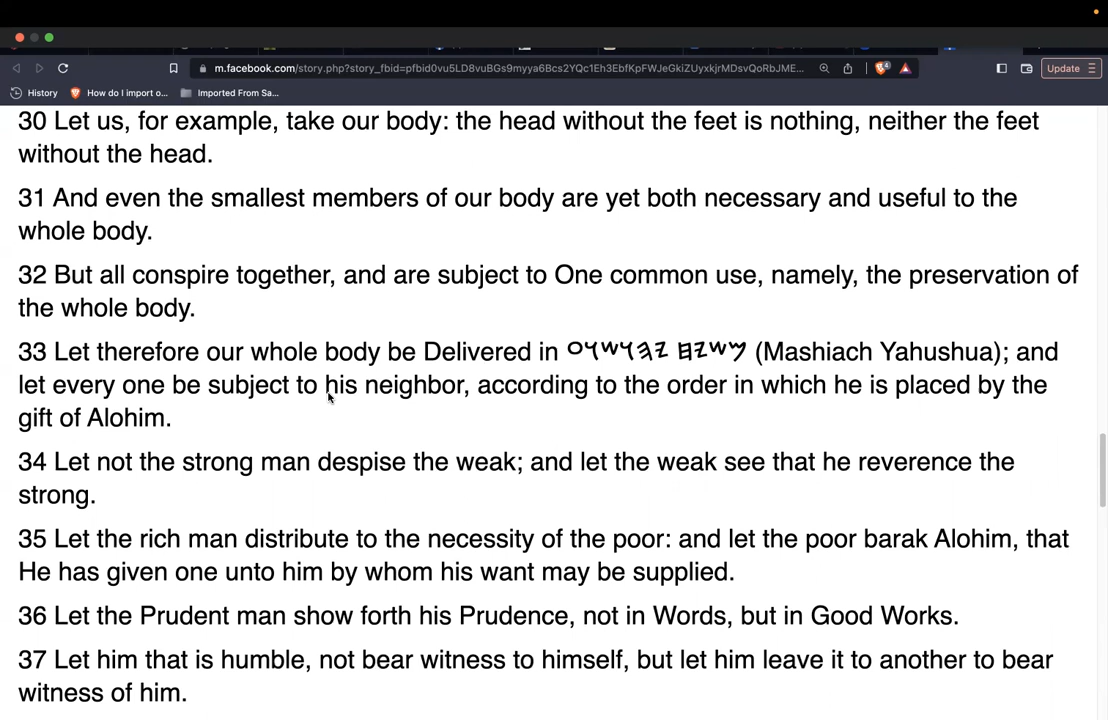 m.facebook.com/story.php?story_fbid=pfbid0vu5LD8vuBGs9myya6Bcs2YQc1Eh3EbfKpFWJeGkiZUyxkjrMDsvQoRbJME...
4
Update
History
How do I import o...
Imported From Sa...
30 Let us, for example, take our body: the head without the feet is nothing, neither the feet
without the head.
31 And even the smallest members of our body are yet both necessary and useful to the
whole body.
32 But all conspire together, and are subject to One common use, namely, the preservation of
the whole body.
33 Let therefore our whole body be Delivered in 𐤌𐤔𐤉𐤇 𐤉𐤄𐤅𐤔𐤅𐤏 (Mashiach Yahushua); and
let every one be subject to his neighbor, according to the order in which he is placed by the
gift of Alohim.
34 Let not the strong man despise the weak; and let the weak see that he reverence the
strong.
35 Let the rich man distribute to the necessity of the poor: and let the poor barak Alohim, that
He has given one unto him by whom his want may be supplied.
36 Let the Prudent man show forth his Prudence, not in Words, but in Good Works.
37 Let him that is humble, not bear witness to himself, but let him leave it to another to bear
witness of him.